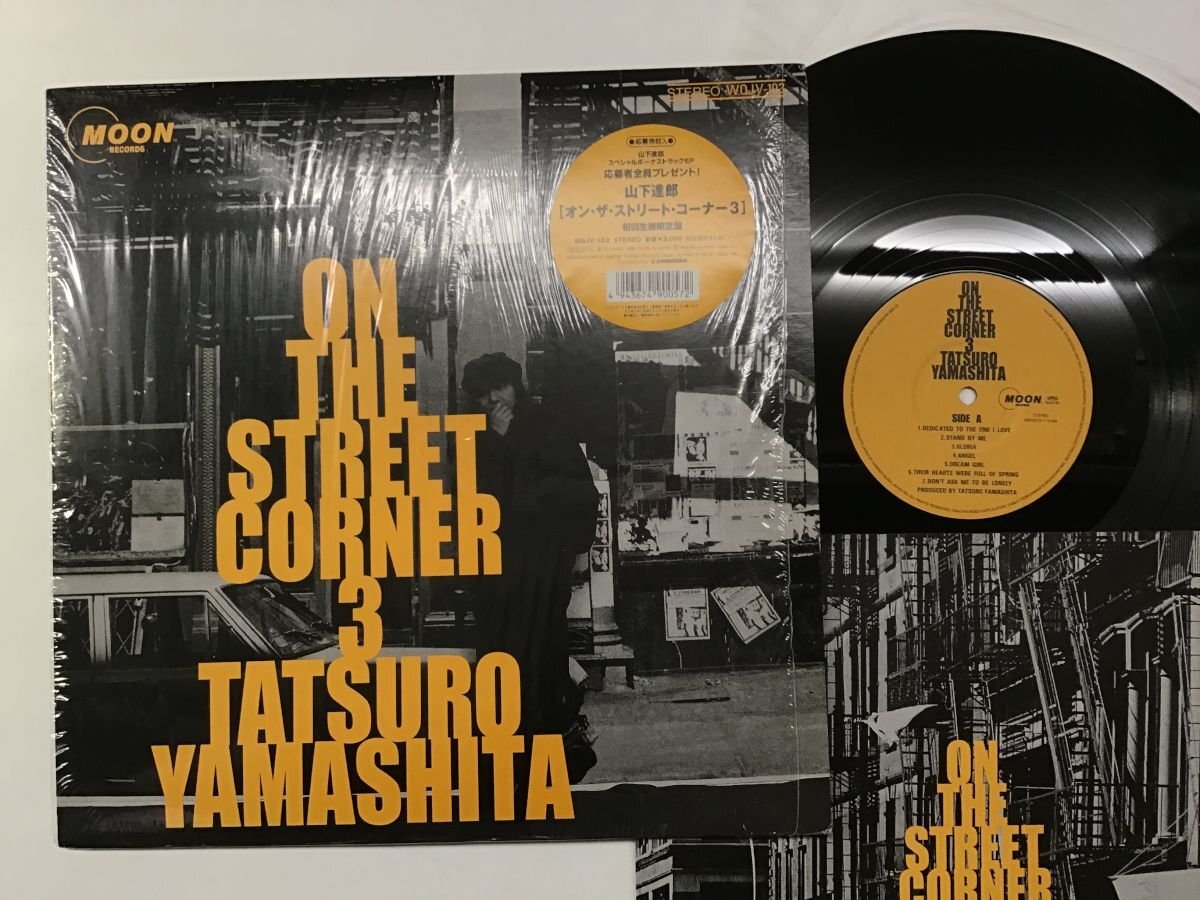 MOON
RECORDS
STEREO WQJV-103
●応募券封入●
山下達郎
スペシャルボーナストラックEP
応募者全員プレゼント!
山下達郎
[オン・ザ・ストリート・コーナー3]
初回生産限定盤
WQJV-103 STEREO
4943674900572
ON
THE
STREET
CORNER
3
TATSURO
YAMASHITA
ON
THE
STREET
CORNER
3
TATSURO
YAMASHITA
MOON
SIDE A
STEREO
1.DEDICATED TO THE ONE I LOVE
2.STAND BY ME
3.GLORIA
4.ANGEL
5.DREAM GIRL
6.THEIR HEARTS WERE FULL OF SPRING
7.DON'T ASK ME TO BE LONELY
PRODUCED BY TATSURO YAMASHITA
ON
THE
STREET
CORNER